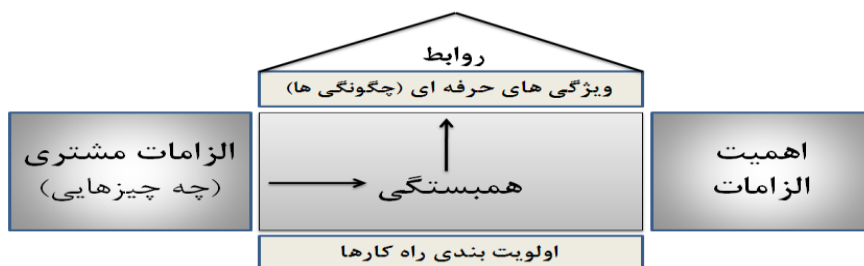 روابط
ویژگی های حرفه ای (چگونگی ها)
الزامات مشتری
(چه چیزهایی)
همبستگی
اهمیت
الزامات
اولویت بندی راه کارها